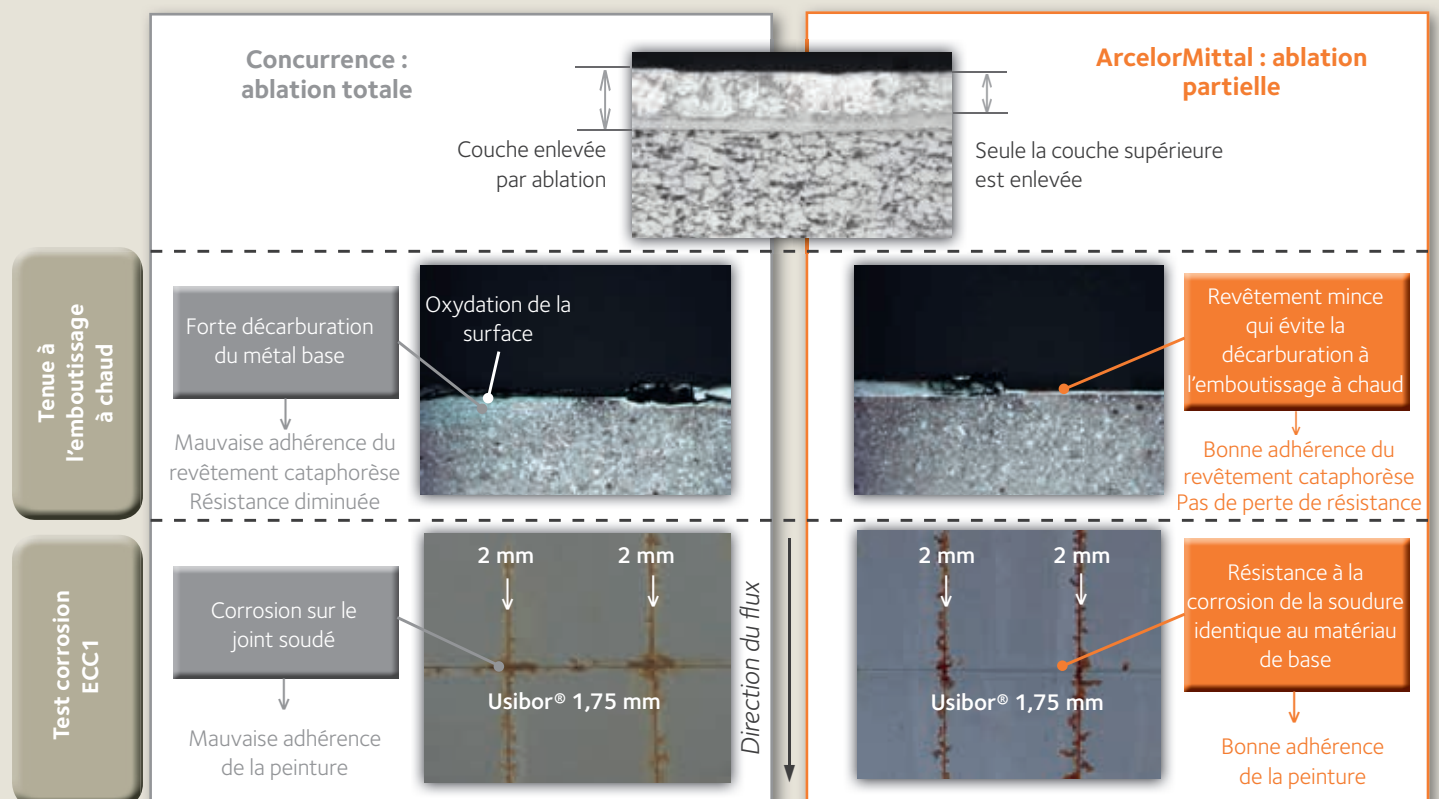 Concurrence :
ablation totale
ArcelorMittal : ablation
partielle
Couche enlevée
par ablation
Seule la couche supérieure
est enlevée
Tenue à
l'emboutissage
à chaud
Forte décarburation
du métal base
Mauvaise adhérence du
revêtement cataphorèse
Résistance diminuée
Oxydation de la
surface
Revêtement mince
qui évite la
décarburation à
l'emboutissage à chaud
Bonne adhérence du
revêtement cataphorèse
Pas de perte de résistance
Test corrosion
ECC1
Corrosion sur le
joint soudé
Mauvaise adhérence
de la peinture
2 mm
2 mm
Usibor® 1,75 mm
Direction du flux
2 mm
2 mm
Usibor® 1,75 mm
Résistance à la
corrosion de la soudure
identique au matériau
de base
Bonne adhérence
de la peinture